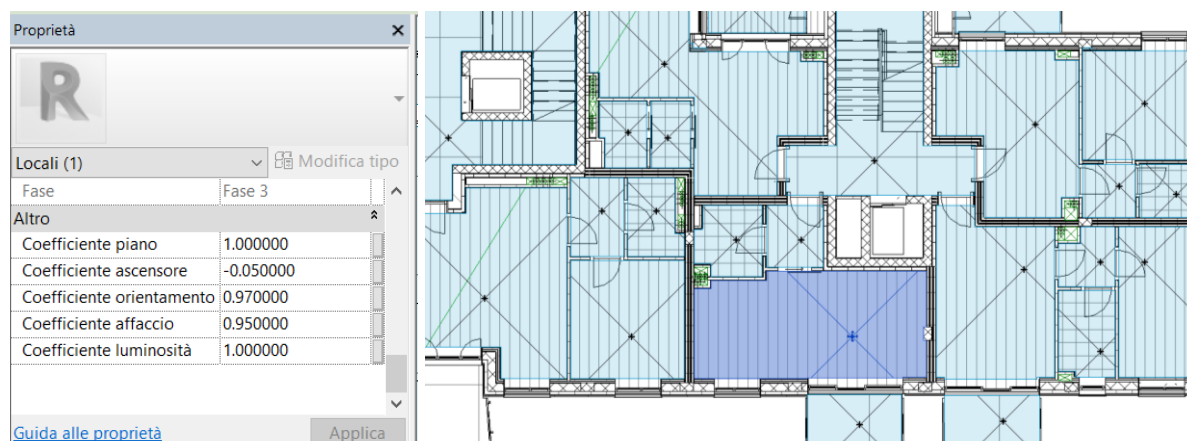 Proprietà
R
Locali (1)
Modifica tipo
Fase Fase 3
Altro
Coefficiente piano 1.000000
Coefficiente ascensore -0.050000
Coefficiente orientamento 0.970000
Coefficiente affaccio 0.950000
Coefficiente luminosità 1.000000
Guida alle proprietà
Applica